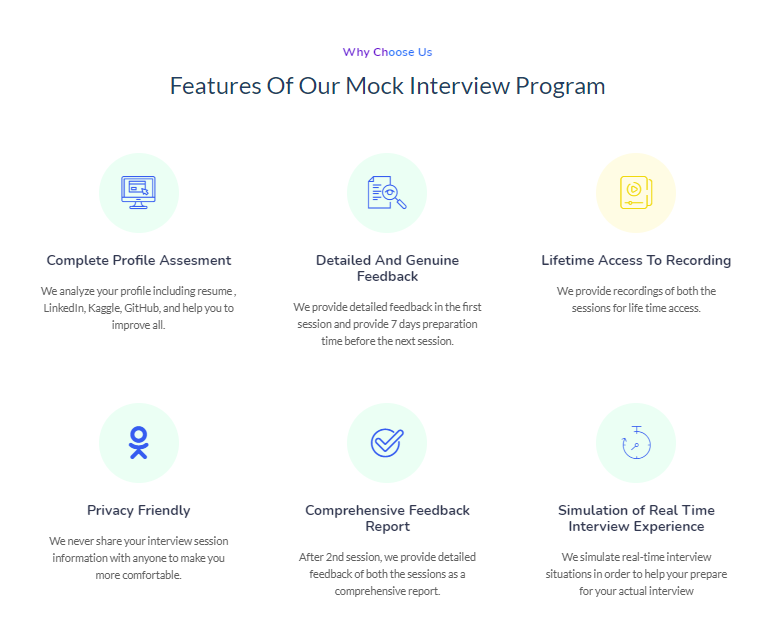 Why Choose Us
Features Of Our Mock Interview Program
Complete Profile Assesment
We analyze your profile including resume ,
LinkedIn, Kaggle, GitHub, and help you to
improve all.
Detailed And Genuine
Feedback
We provide detailed feedback in the first
session and provide 7 days preparation
time before the next session.
Lifetime Access To Recording
We provide recordings of both the
sessions for life time access.
Privacy Friendly
We never share your interview session
information with anyone to make you
more comfortable.
Comprehensive Feedback
Report
After 2nd session, we provide detailed
feedback of both the sessions as a
comprehensive report.
Simulation of Real Time
Interview Experience
We simulate real-time interview
situations in order to help your prepare
for your actual interview